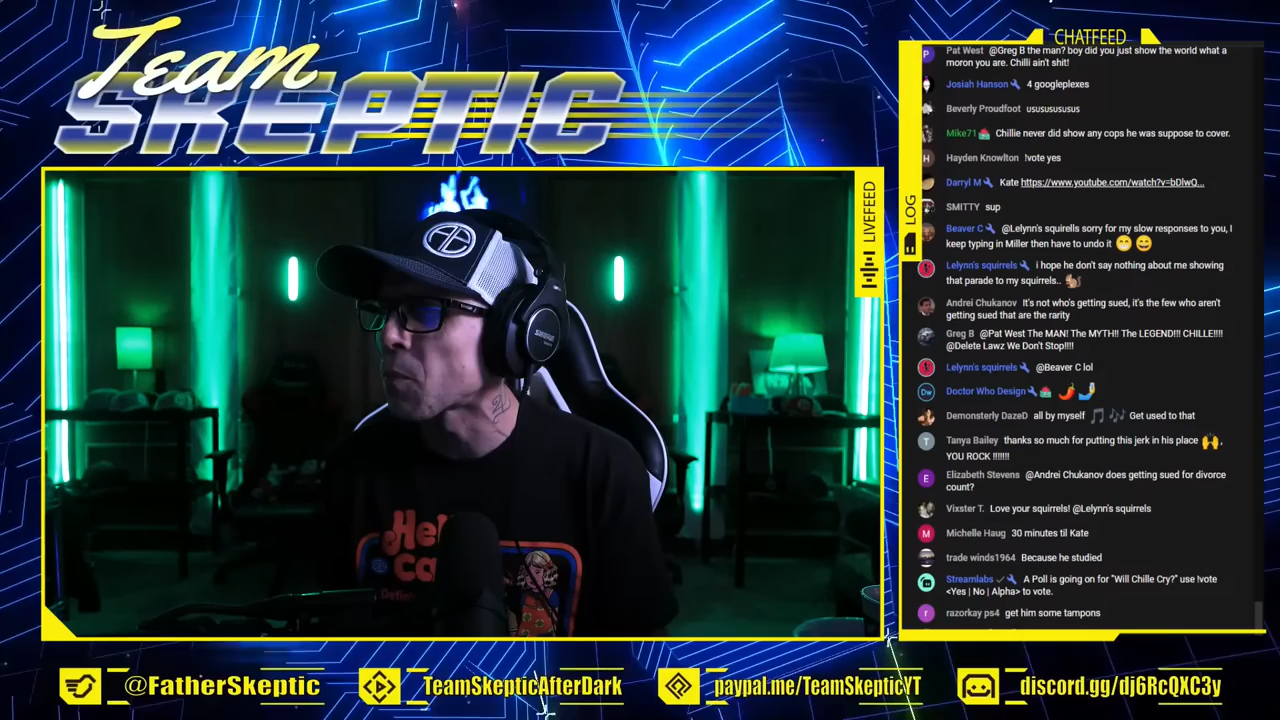 Team
SKEPTIC
LIVEFEED
CHATFEED
LOG
Pat West @Greg B the man? boy did you just show the world what a
moron you are. Chilli ain't shit!
Josiah Hanson 4 googleplexes
Beverly Proudfoot usususususus
Mike71 Chillie never did show any cops he was suppose to cover.
Hayden Knowlton !vote yes
Darryl M Kate https://www.youtube.com/watch?v=bDlwQ...
SMITTY sup
Beaver C @Lelynn's squirells sorry for my slow responses to you, I
keep typing in Miller then have to undo it
Lelynn's squirrels i hope he don't say nothing about me showing
that parade to my squirrels..
Andrei Chukanov It's not who's getting sued, it's the few who aren't
getting sued that are the rarity
Greg B @Pat West The MAN! The MYTH!! The LEGEND!!! CHILLE!!!!
@Delete Lawz We Don't Stop!!!!
Lelynn's squirrels @Beaver C lol
Doctor Who Design
Demonsterly DazeD all by myself Get used to that
Tanya Bailey thanks so much for putting this jerk in his place ,
YOU ROCK !!!!!!!
Elizabeth Stevens @Andrei Chukanov does getting sued for divorce
count?
Vixster T. Love your squirrels! @Lelynn's squirrels
Michelle Haug 30 minutes til Kate
trade winds1964 Because he studied
Streamlabs A Poll is going on for "Will Chille Cry?" use !vote
<Yes | No | Alpha> to vote.
razorkay ps4 get him some tampons
@FatherSkeptic
TeamSkepticAfterDark
paypal.me/TeamSkepticYT
discord.gg/dj6RcQXC3y